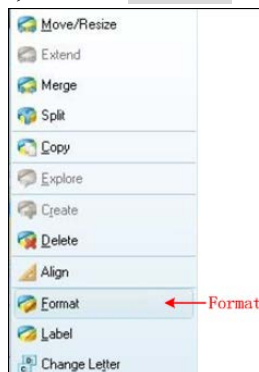 Move/Resize
Extend
Merge
Split
Copy
Explore
Create
Delete
Align
Format Format
Label
Change Letter